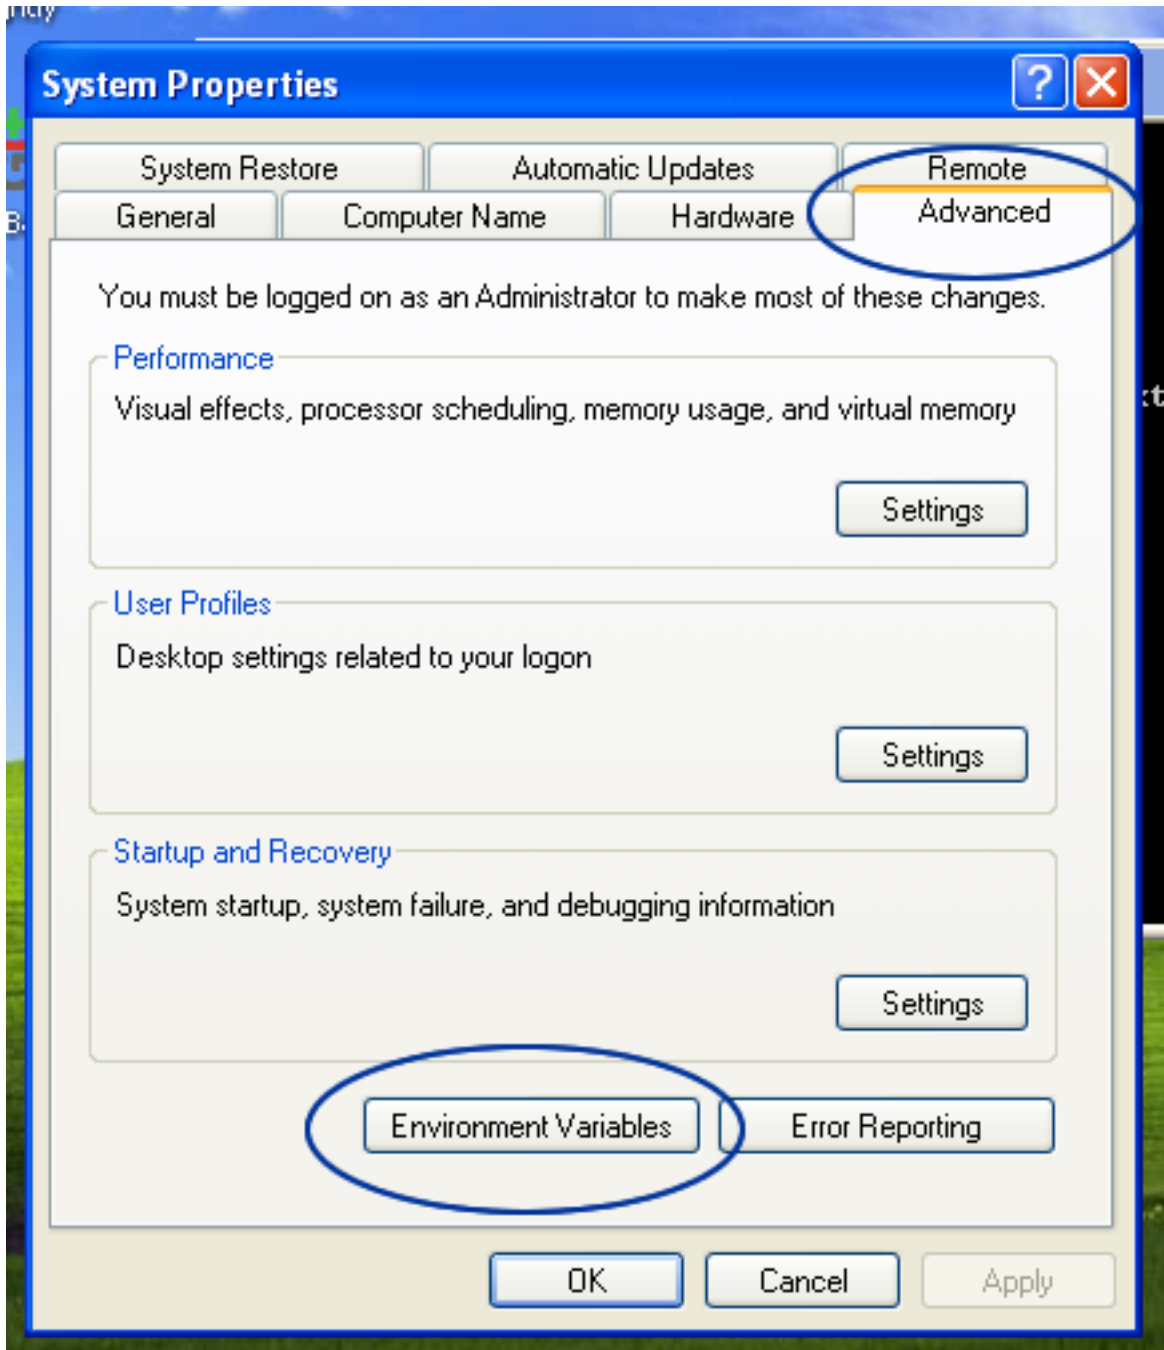 System Properties
System Restore Automatic Updates Remote
General Computer Name Hardware Advanced
You must be logged on as an Administrator to make most of these changes.
Performance
Visual effects, processor scheduling, memory usage, and virtual memory
Settings
User Profiles
Desktop settings related to your logon
Settings
Startup and Recovery
System startup, system failure, and debugging information
Settings
Environment Variables Error Reporting
OK Cancel Apply